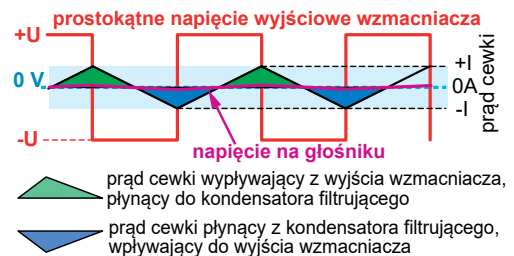 prostokątne napięcie wyjściowe wzmacniacza
+U
+I
0 V
0A
-I
prąd cewki
-U
napięcie na głośniku
prąd cewki wypływający z wyjścia wzmacniacza,
płynący do kondensatora filtrującego
prąd cewki płynący z kondensatora filtrującego,
wpływający do wyjścia wzmacniacza